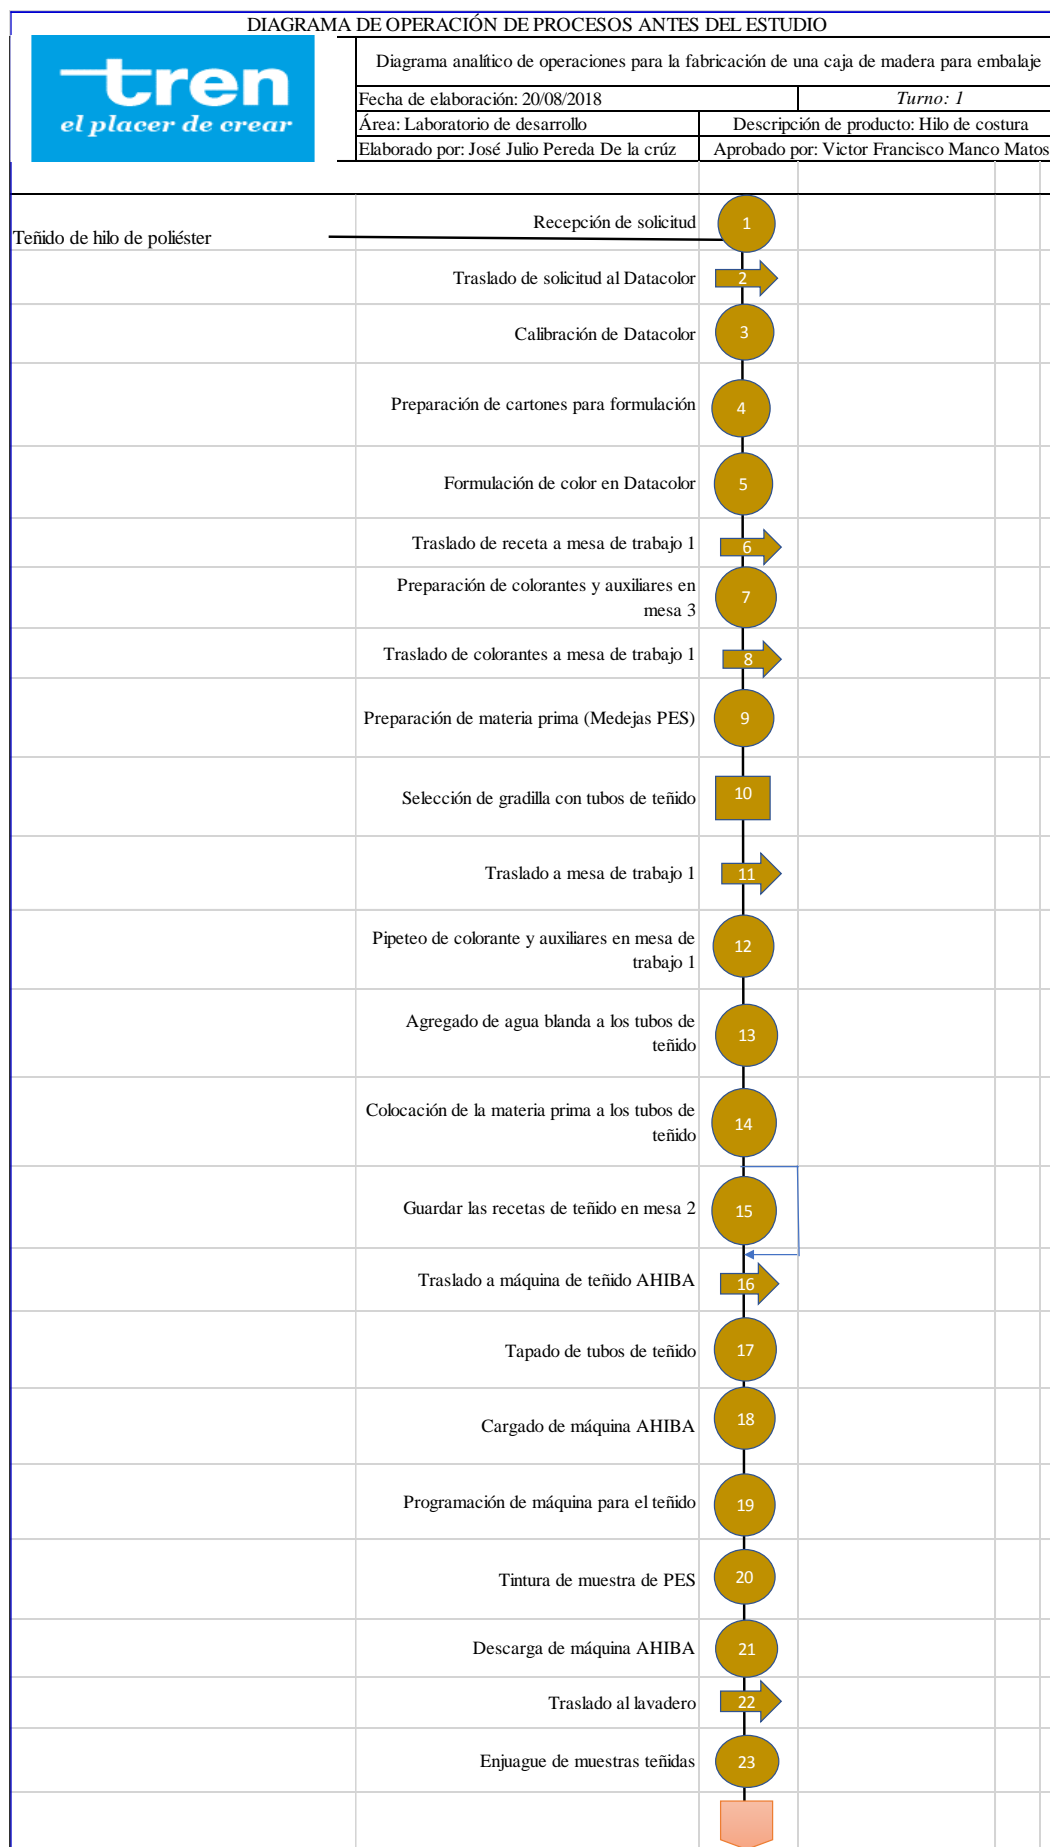 DIAGRAMA DE OPERACIÓN DE PROCESOS ANTES DEL ESTUDIO
tren
el placer de crear
Diagrama analítico de operaciones para la fabricación de una caja de madera para embalaje
Fecha de elaboración: 20/08/2018
Turno: 1
Área: Laboratorio de desarrollo
Descripción de producto: Hilo de costura
Elaborado por: José Julio Pereda De la crúz
Aprobado por: Victor Francisco Manco Matos
Teñido de hilo de poliéster
Recepción de solicitud
1
Traslado de solicitud al Datacolor
2
Calibración de Datacolor
3
Preparación de cartones para formulación
4
Formulación de color en Datacolor
5
Traslado de receta a mesa de trabajo 1
6
Preparación de colorantes y auxiliares en
mesa 3
7
Traslado de colorantes a mesa de trabajo 1
8
Preparación de materia prima (Medejas PES)
9
Selección de gradilla con tubos de teñido
10
Traslado a mesa de trabajo 1
11
Pipeteo de colorante y auxiliares en mesa de
trabajo 1
12
Agregado de agua blanda a los tubos de
teñido
13
Colocación de la materia prima a los tubos de
teñido
14
Guardar las recetas de teñido en mesa 2
15
Traslado a máquina de teñido AHIBA
16
Tapado de tubos de teñido
17
Cargado de máquina AHIBA
18
Programación de máquina para el teñido
19
Tintura de muestra de PES
20
Descarga de máquina AHIBA
21
Traslado al lavadero
22
Enjuague de muestras teñidas
23